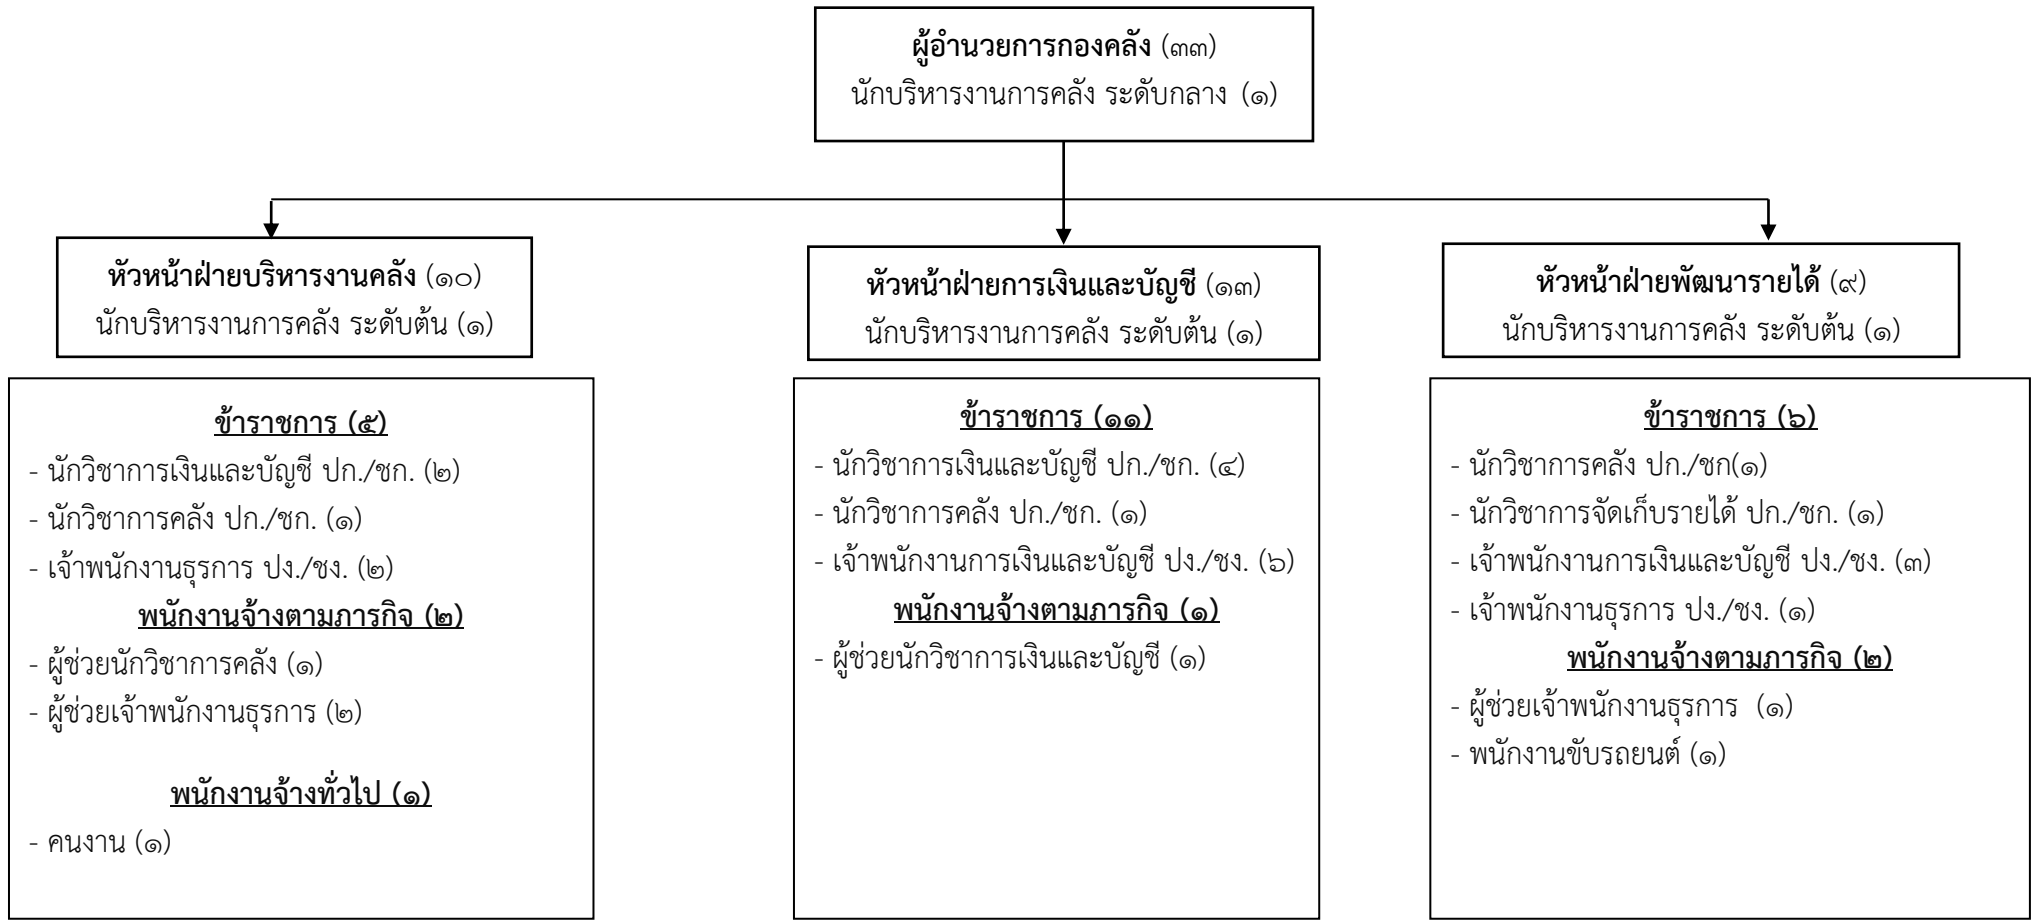 ผู้อำนวยการกองคลัง (๓๓)
นักบริหารงานการคลัง ระดับกลาง (๑)
หัวหน้าฝ่ายบริหารงานคลัง (๑๐)
นักบริหารงานการคลัง ระดับต้น (๑)
ข้าราชการ (๕)
- นักวิชาการเงินและบัญชี ปก./ชก. (๒)
- นักวิชาการคลัง ปก./ชก. (๑)
- เจ้าพนักงานธุรการ ปง./ชง. (๒)
พนักงานจ้างตามภารกิจ (๒)
- ผู้ช่วยนักวิชาการคลัง (๑)
- ผู้ช่วยเจ้าพนักงานธุรการ (๒)
พนักงานจ้างทั่วไป (๑)
- คนงาน (๑)
หัวหน้าฝ่ายการเงินและบัญชี (๑๓)
นักบริหารงานการคลัง ระดับต้น (๑)
ข้าราชการ (๑๑)
- นักวิชาการเงินและบัญชี ปก./ชก. (๔)
- นักวิชาการคลัง ปก./ชก. (๑)
- เจ้าพนักงานการเงินและบัญชี ปง./ชง. (๖)
พนักงานจ้างตามภารกิจ (๑)
- ผู้ช่วยนักวิชาการเงินและบัญชี (๑)
หัวหน้าฝ่ายพัฒนารายได้ (๙)
นักบริหารงานการคลัง ระดับต้น (๑)
ข้าราชการ (๖)
- นักวิชาการคลัง ปก./ชก(๑)
- นักวิชาการจัดเก็บรายได้ ปก./ชก. (๑)
- เจ้าพนักงานการเงินและบัญชี ปง./ชง. (๓)
- เจ้าพนักงานธุรการ ปง./ชง. (๑)
พนักงานจ้างตามภารกิจ (๒)
- ผู้ช่วยเจ้าพนักงานธุรการ (๑)
- พนักงานขับรถยนต์ (๑)